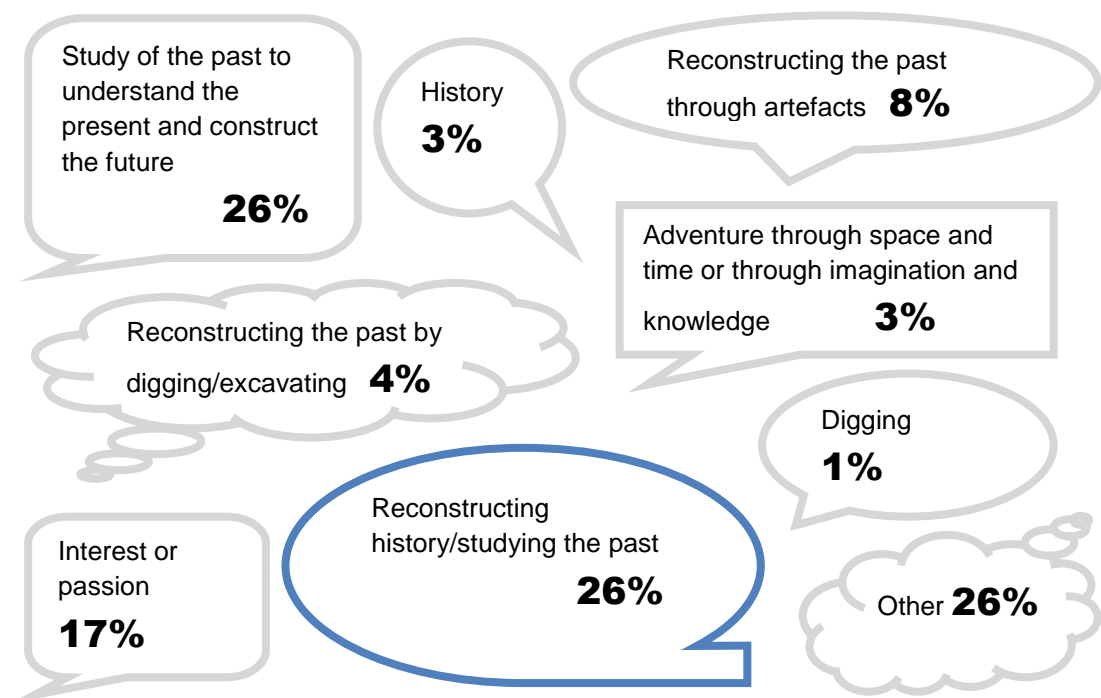 Study of the past to
understand the
present and construct
the future
26%
History
3%
Reconstructing the past
through artefacts 8%
Adventure through space and
time or through imagination and
knowledge 3%
Reconstructing the past by
digging/excavating 4%
Digging
1%
Reconstructing
history/studying the past
26%
Interest or
passion
17%
Other 26%